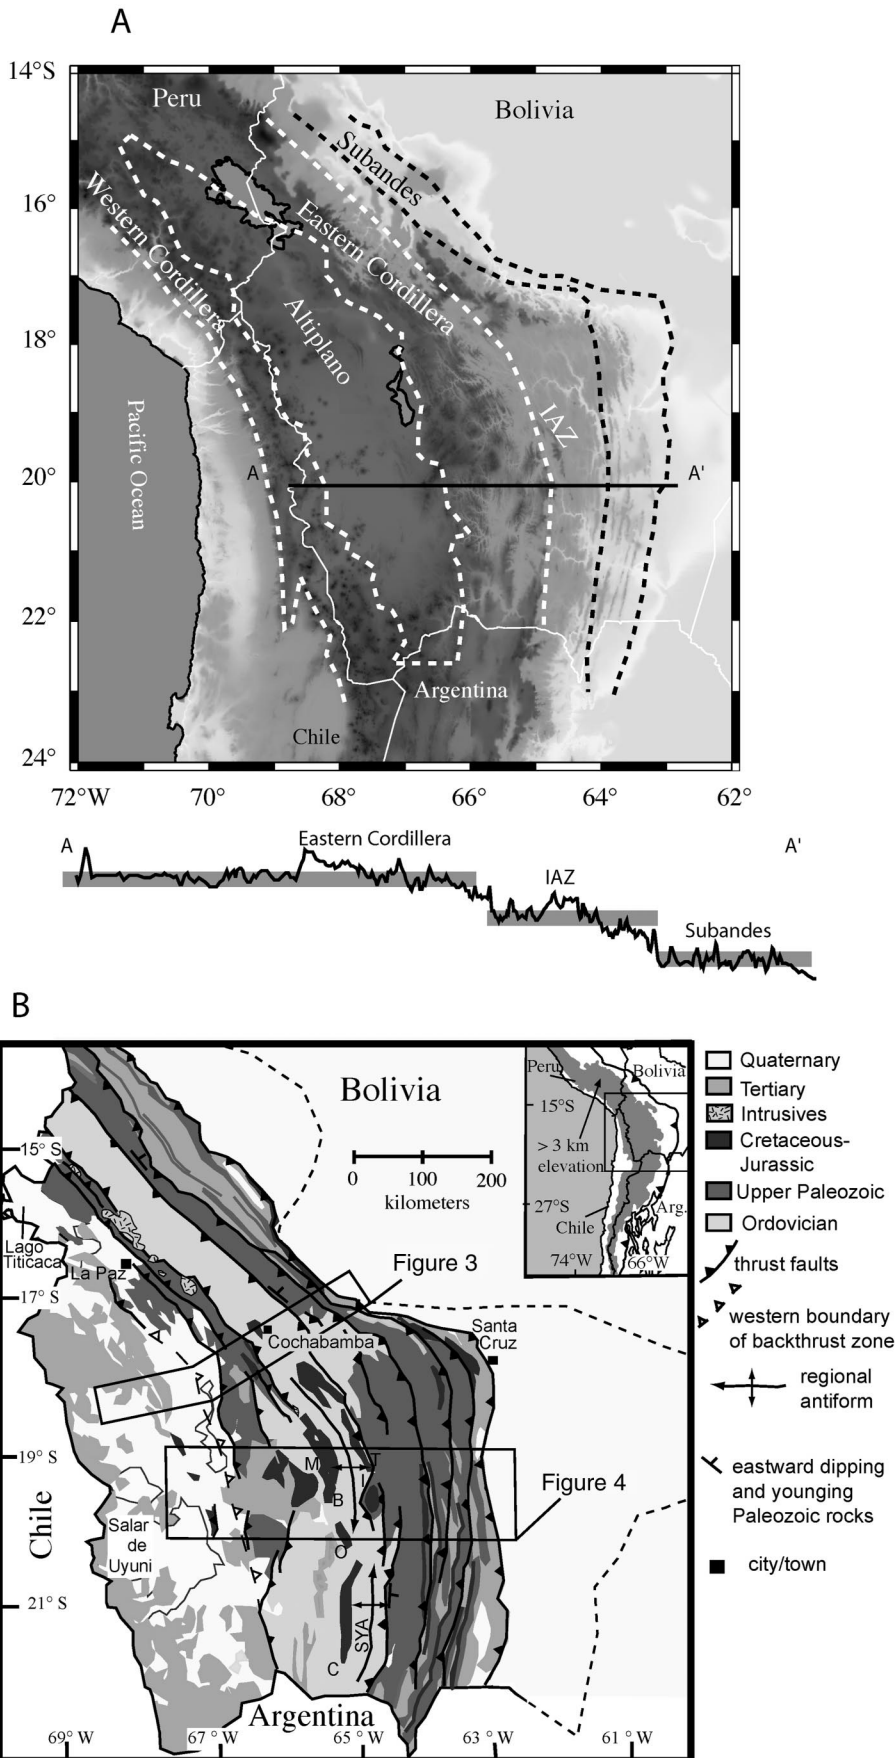 A
14°S
Peru
Bolivia
Subandes
16°
Western Cordillera
Eastern Cordillera
Altiplano
18°
IAZ
Pacific Ocean
A
A'
20°
22°
Argentina
Chile
24°
72°W
70°
68°
66°
64°
62°
A
Eastern Cordillera
A'
IAZ
Subandes
B
Bolivia
Peru
Bolivia
15°S
> 3 km
elevation
27°S
Chile
Arg.
74°W
66°W
0
100
200
kilometers
15° S
Lago
Titicaca
La Paz
17° S
Figure 3
Cochabamba
Santa
Cruz
19° S
M
T
I
B
Figure 4
Chile
Salar
de
Uyuni
O
21° S
SYA
C
Argentina
69° W
67 ° W
65 ° W
63 ° W
61 ° W
Quaternary
Tertiary
Intrusives
Cretaceous-
Jurassic
Upper Paleozoic
Ordovician
thrust faults
western boundary
of backthrust zone
regional
antiform
eastward dipping
and younging
Paleozoic rocks
city/town